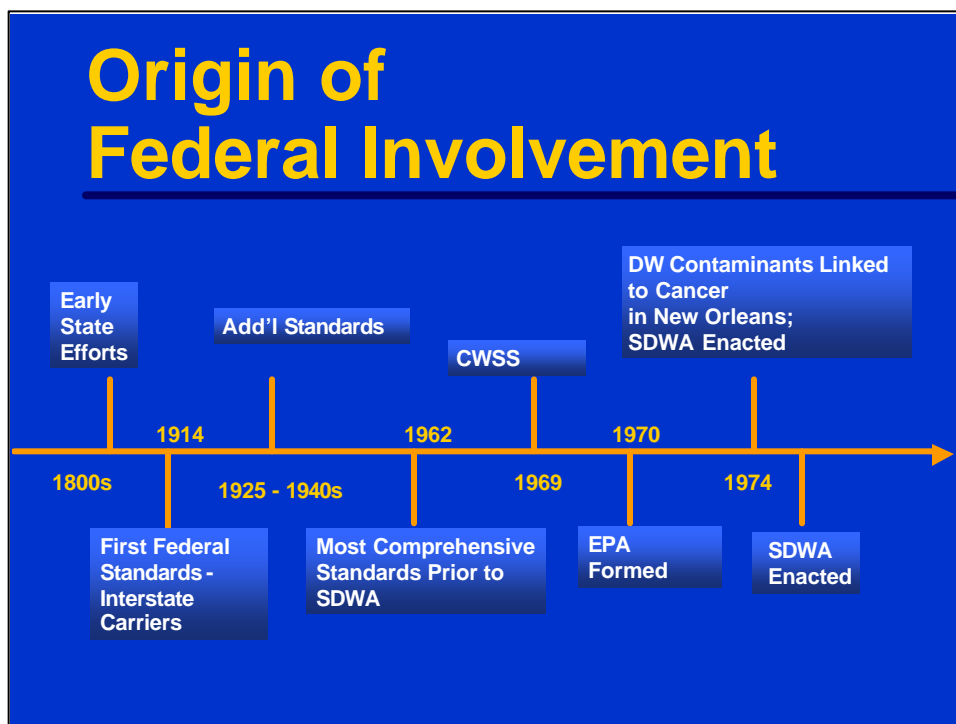 Origin of
Federal Involvement
DW Contaminants Linked
to Cancer
in New Orleans;
SDWA Enacted
Early
State
Efforts
Add'l Standards
CWSS
1914
1962
1970
1800s
1925 - 1940s
1969
1974
First Federal
Standards -
Interstate
Carriers
Most Comprehensive
Standards Prior to
SDWA
EPA
Formed
SDWA
Enacted